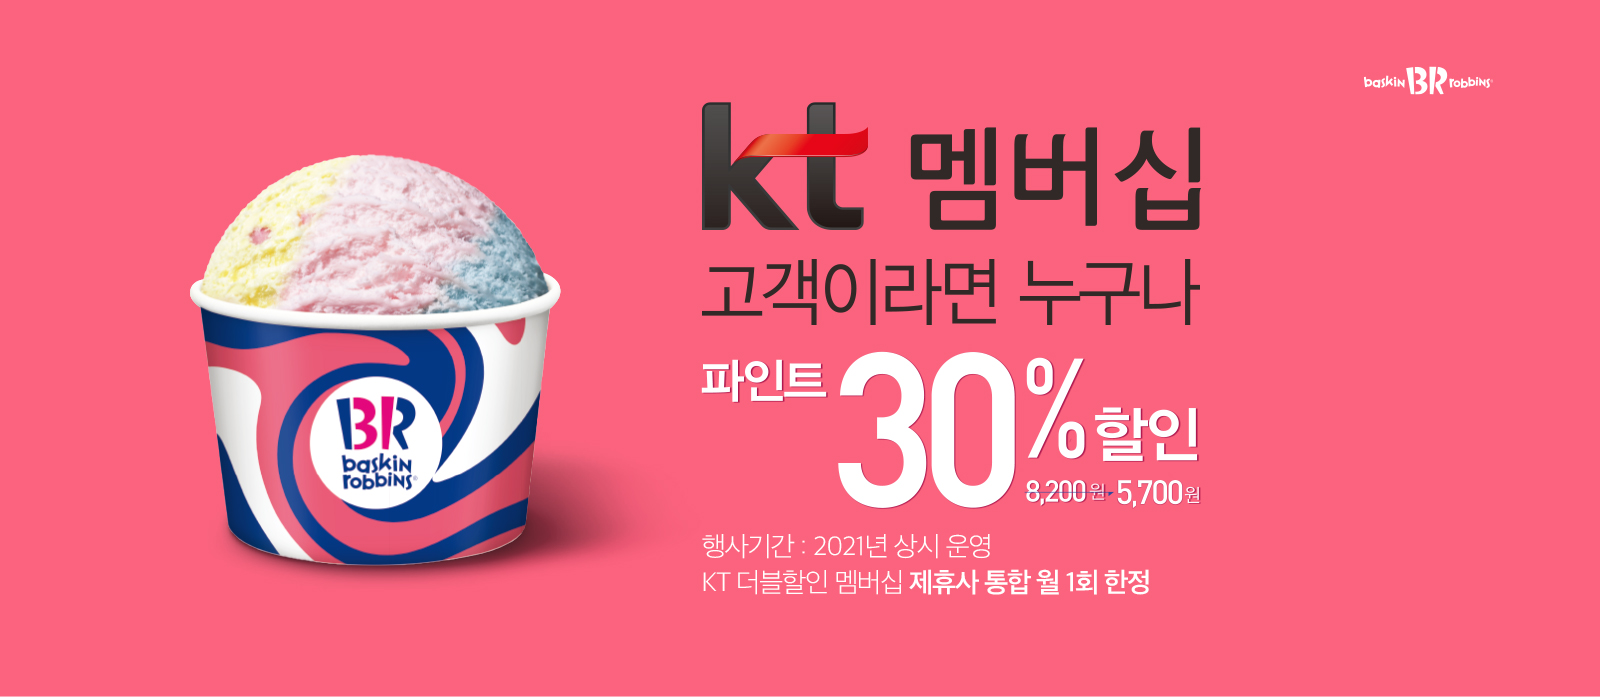 baskin BR robbins
kt 멤버십
고객이라면 누구나
파인트 30% 할인
8,200원 5,700원
BR
baskin
robbins
행사기간 : 2021년 상시 운영
KT 더블할인 멤버십 제휴사 통합 월 1회 한정